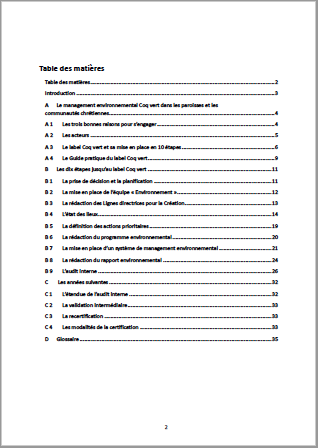 Table des matières
Table des matières....................................................................................................2
Introduction ............................................................................................................3
A Le management environnemental Coq vert dans les paroisses et les
communautés chrétiennes..........................................................................................4
A 1 Les trois bonnes raisons pour s'engager ..................................................................4
A 2 Les acteurs ........................................................................................................5
A 3 Le label Coq vert et sa mise en place en 10 étapes....................................................6
A 4 Le Guide pratique du label Coq vert........................................................................9
B Les dix étapes jusqu'au label Coq vert ......................................................................11
B 1 La prise de décision et la planification ...................................................................11
B 2 La mise en place de l'équipe « Environnement »......................................................12
B 3 La rédaction des Lignes directrices pour la Création.................................................13
B 4 L'état des lieux...................................................................................................14
B 5 La définition des actions prioritaires......................................................................19
B 6 La rédaction du programme environnemental .........................................................20
B 7 La mise en place d'un système de management environnemental ..............................21
B 8 La rédaction du rapport environnemental ...............................................................24
B 9 L'audit interne ...................................................................................................26
C Les années suivantes .............................................................................................32
C 1 L'étendue de l'audit interne .................................................................................32
C 2 La validation intermédiaire...................................................................................33
C 3 La recertification ................................................................................................33
C 4 Les modalités de la certification ...........................................................................33
D Glossaire ..............................................................................................................35
2